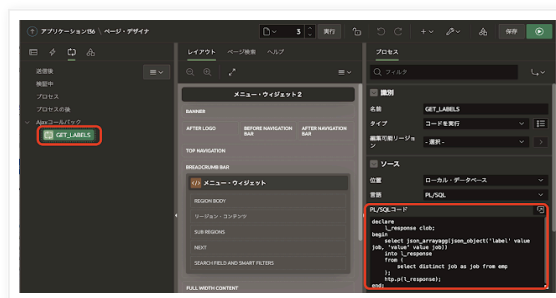 アプリケーション156 \ ページ・デザイナ
3
実行
保存
送信後
検証中
プロセス
プロセスの後
Ajaxコールバック
GET_LABELS
レイアウト
ページ検索
ヘルプ
メニュー・ウィジェット2
BANNER
AFTER LOGO
BEFORE NAVIGATION BAR
AFTER NAVIGATION BAR
TOP NAVIGATION
BREADCRUMB BAR
メニュー・ウィジェット
REGION BODY
リージョン・コンテンツ
SUB REGIONS
NEXT
SEARCH FIELD AND SMART FILTERS
FULL WIDTH CONTENT
プロセス
フィルタ
識別
名前 GET_LABELS
タイプ コードを実行
編集可能リージョン - 選択 -
ソース
位置 ローカル・データベース
言語 PL/SQL
PL/SQLコード
declare
l_response clob;
begin
select json_arrayagg(json_object('label' value
job, 'value' value job))
into l_response
from (
select distinct job as job from emp
);
htp.p(l_response);
end;